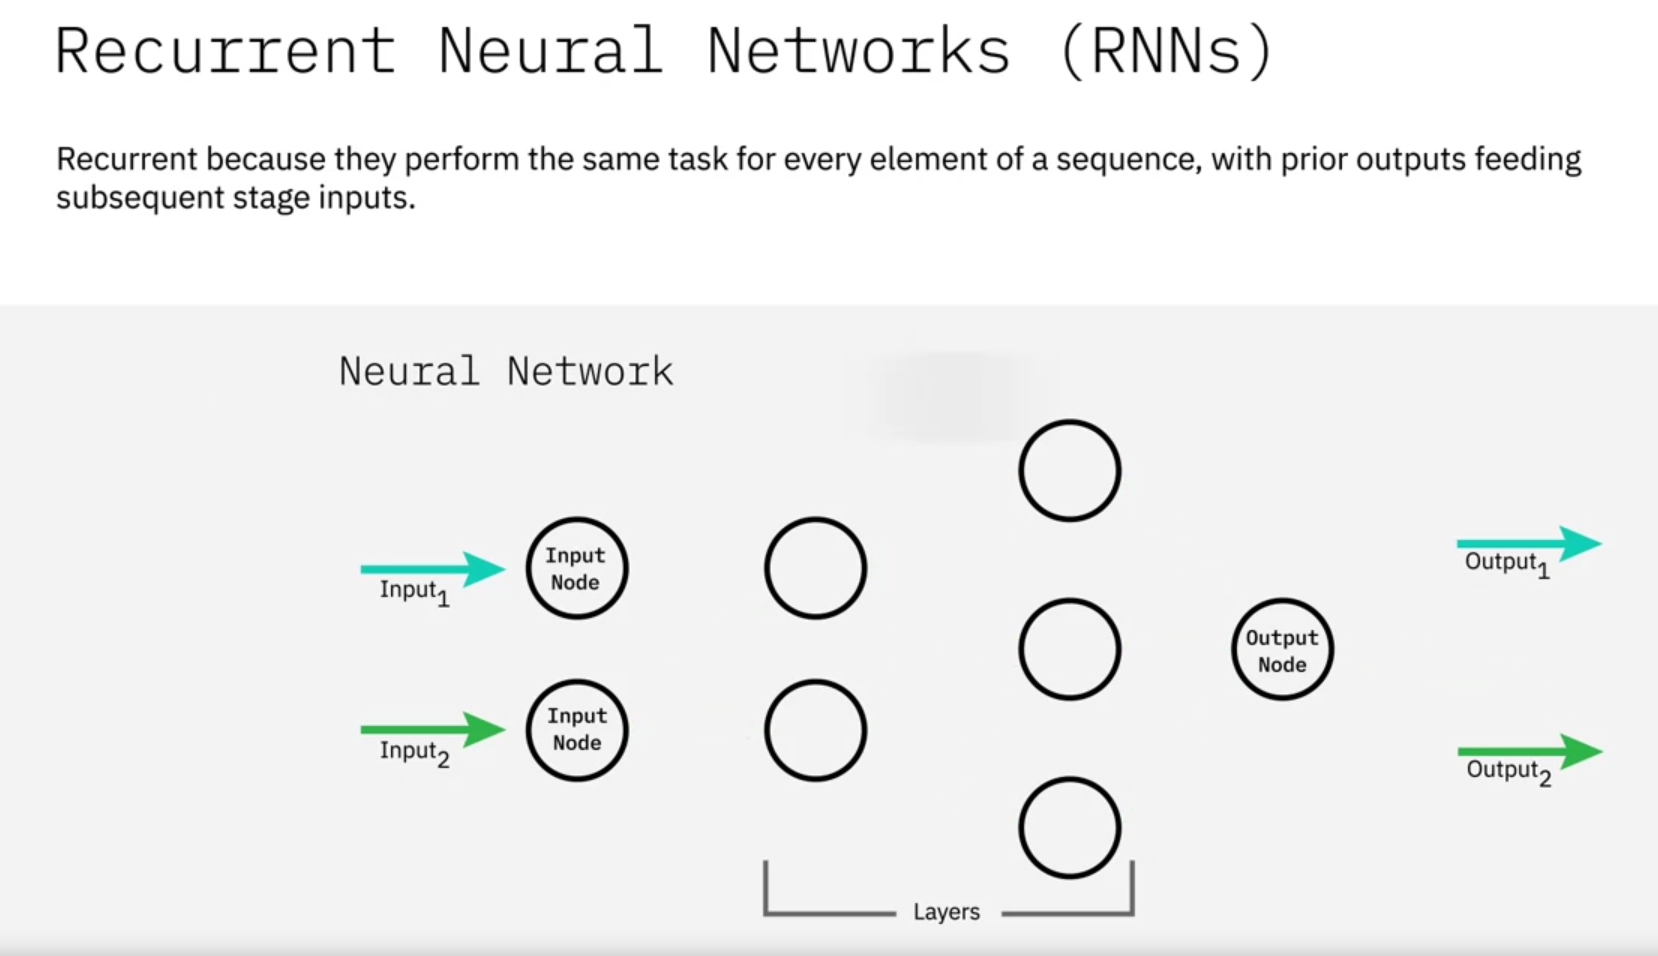 Recurrent Neural Networks (RNNs)
Recurrent because they perform the same task for every element of a sequence, with prior outputs feeding
subsequent stage inputs.
Neural Network
Input1
Input
Node
Input2
Input
Node
Output
Node
Output1
Output2
Layers